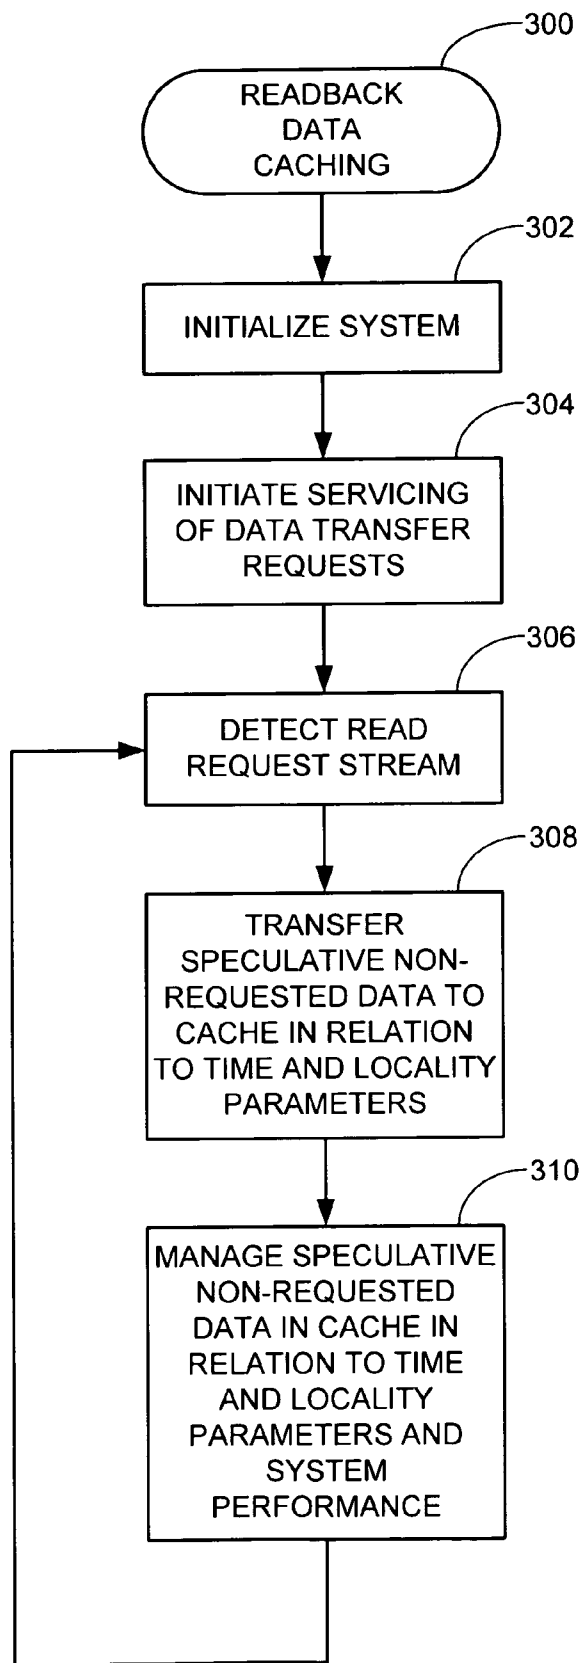 300
READBACK
DATA
CACHING
302
INITIALIZE SYSTEM
304
INITIATE SERVICING
OF DATA TRANSFER
REQUESTS
306
DETECT READ
REQUEST STREAM
308
TRANSFER
SPECULATIVE NON-
REQUESTED DATA TO
CACHE IN RELATION
TO TIME AND LOCALITY
PARAMETERS
310
MANAGE SPECULATIVE
NON-REQUESTED
DATA IN CACHE IN
RELATION TO TIME
AND LOCALITY
PARAMETERS AND
SYSTEM
PERFORMANCE